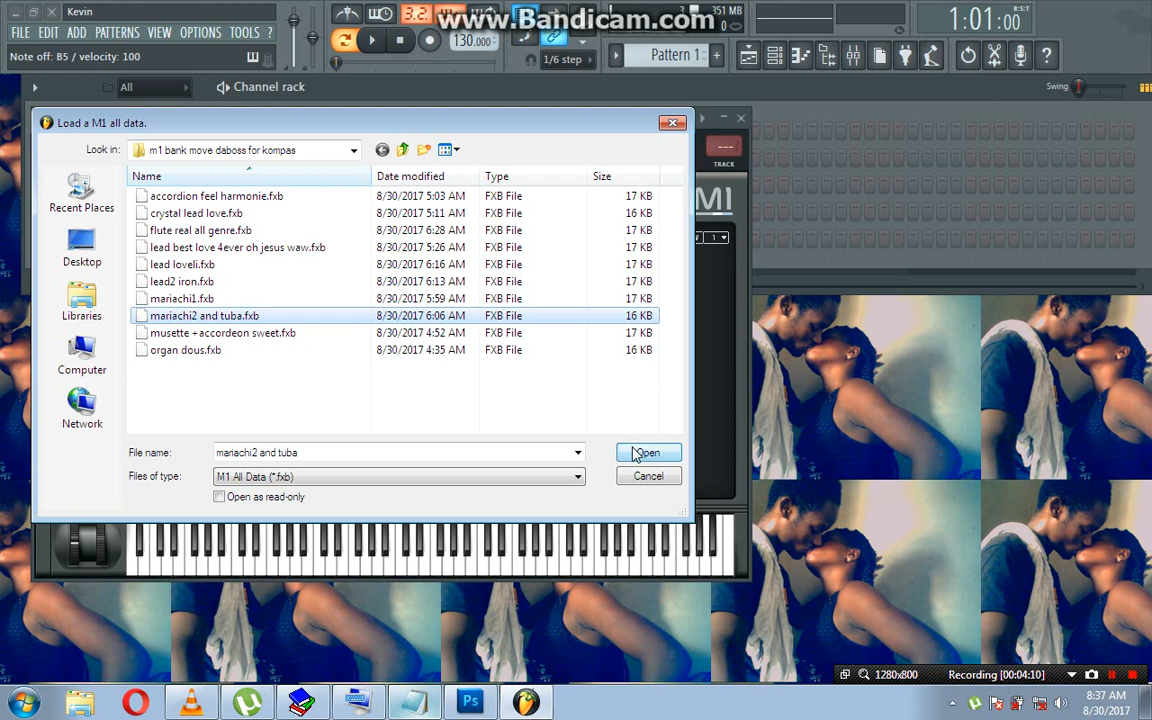 Kevin
FILE EDIT ADD PATTERNS VIEW OPTIONS TOOLS ?
Note off: B5 / velocity: 100
3.2
130.000
www.Bandicam.com
351 MB
3
0
1:01:00
B:S:T
1/6 step
Pattern 1
All
Channel rack
Swing
TRACK
M1
1
Load a M1 all data.
Look in:
m1 bank move daboss for kompas
Name
Date modified
Type
Size
accordion feel harmonie.fxb 8/30/2017 5:03 AM FXB File 17 KB
crystal lead love.fxb 8/30/2017 5:11 AM FXB File 16 KB
flute real all genre.fxb 8/30/2017 6:28 AM FXB File 17 KB
lead best love 4ever oh jesus waw.fxb 8/30/2017 5:26 AM FXB File 17 KB
lead loveli.fxb 8/30/2017 6:16 AM FXB File 17 KB
lead2 iron.fxb 8/30/2017 6:13 AM FXB File 17 KB
mariachi1.fxb 8/30/2017 5:59 AM FXB File 17 KB
mariachi2 and tuba.fxb 8/30/2017 6:06 AM FXB File 16 KB
musette +accordeon sweet.fxb 8/30/2017 4:52 AM FXB File 17 KB
organ dous.fxb 8/30/2017 4:35 AM FXB File 16 KB
Recent Places
Desktop
Libraries
Computer
Network
File name:
mariachi2 and tuba
Open
Files of type:
M1 All Data (*.fxb)
Cancel
Open as read-only
1280x800
Recording [00:04:10]
Ps
8:37 AM
8/30/2017